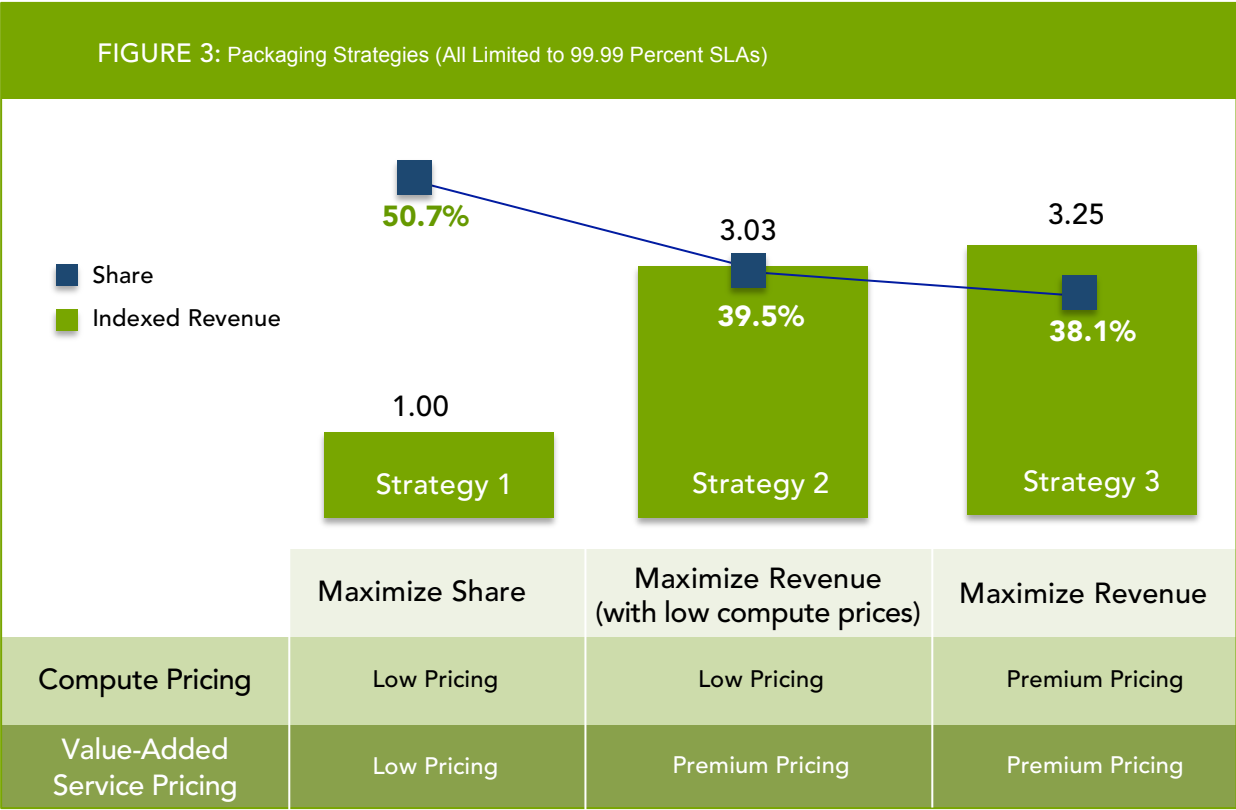 FIGURE 3: Packaging Strategies (All Limited to 99.99 Percent SLAs)
50.7%
3.03
3.25
Share
Indexed Revenue
39.5%
38.1%
1.00
Strategy 1
Strategy 2
Strategy 3
Maximize Share
Maximize Revenue
(with low compute prices)
Maximize Revenue
Compute Pricing
Low Pricing
Low Pricing
Premium Pricing
Value-Added
Service Pricing
Low Pricing
Premium Pricing
Premium Pricing